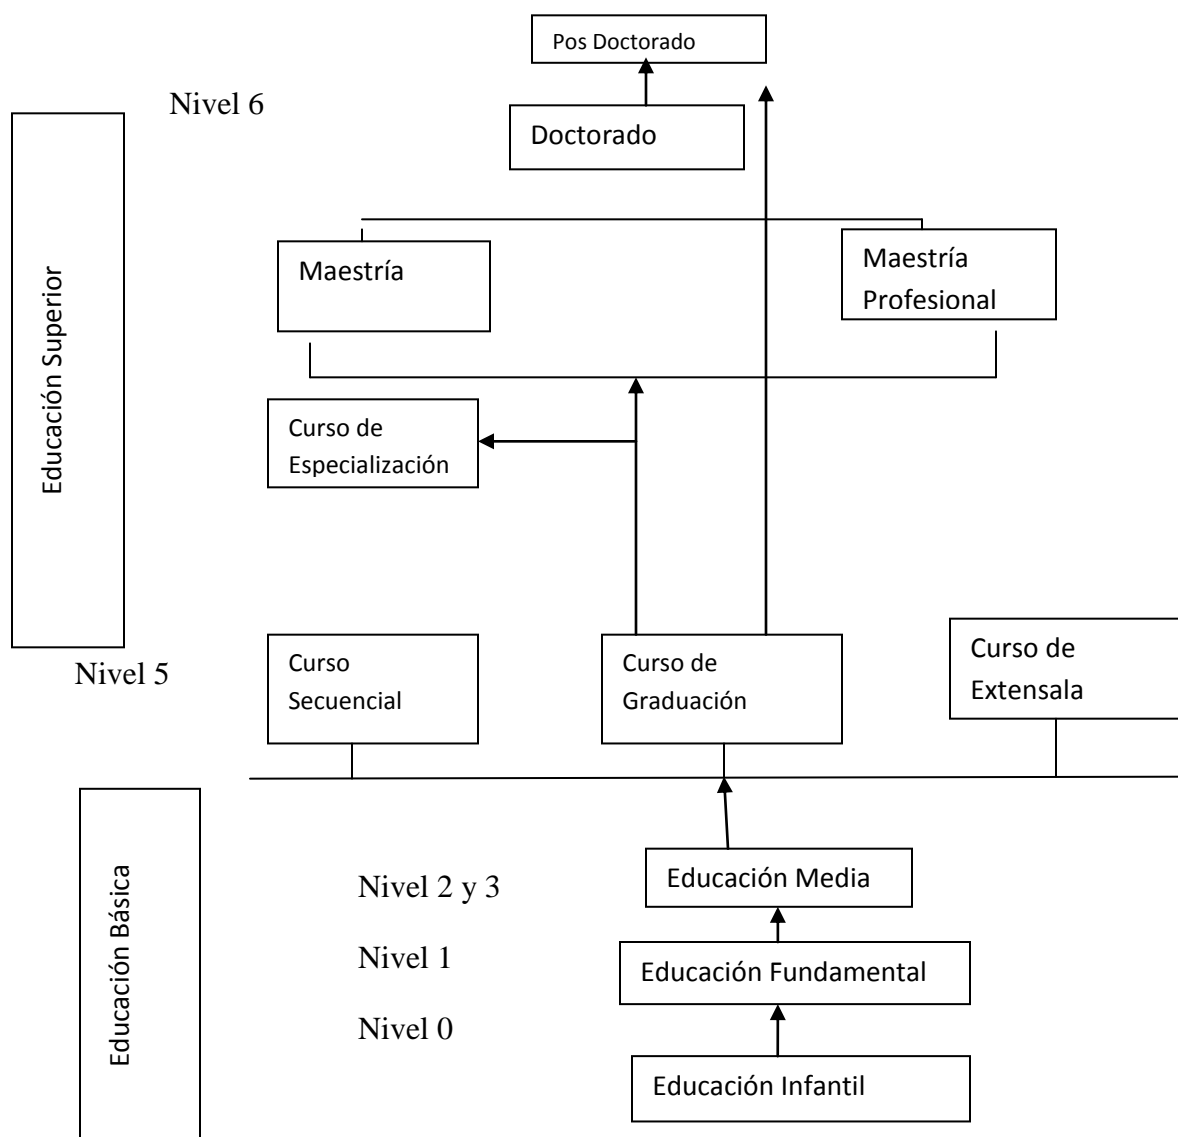 Pos Doctorado
Nivel 6
Doctorado
Educación Superior
Maestría
Maestría
Profesional
Curso de
Especialización
Curso
Secuencial
Curso de
Graduación
Curso de
Extensala
Nivel 5
Educación Básica
Nivel 2 y 3
Educación Media
Nivel 1
Educación Fundamental
Nivel 0
Educación Infantil